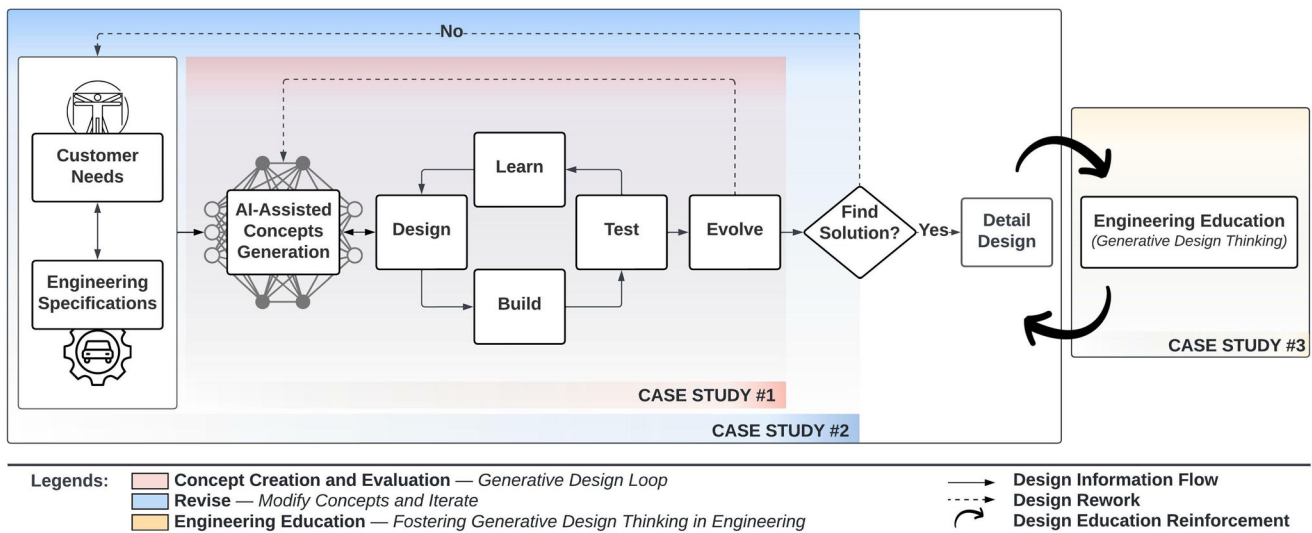 No
Customer
Needs
Engineering
Specifications
AI-Assisted
Concepts
Generation
Design
Learn
Build
Test
Evolve
Find
Solution?
Yes
Detail
Design
Engineering Education
(Generative Design Thinking)
CASE STUDY #3
CASE STUDY #1
CASE STUDY #2
Legends:
Concept Creation and Evaluation — Generative Design Loop
Revise — Modify Concepts and Iterate
Engineering Education — Fostering Generative Design Thinking in Engineering
Design Information Flow
Design Rework
Design Education Reinforcement